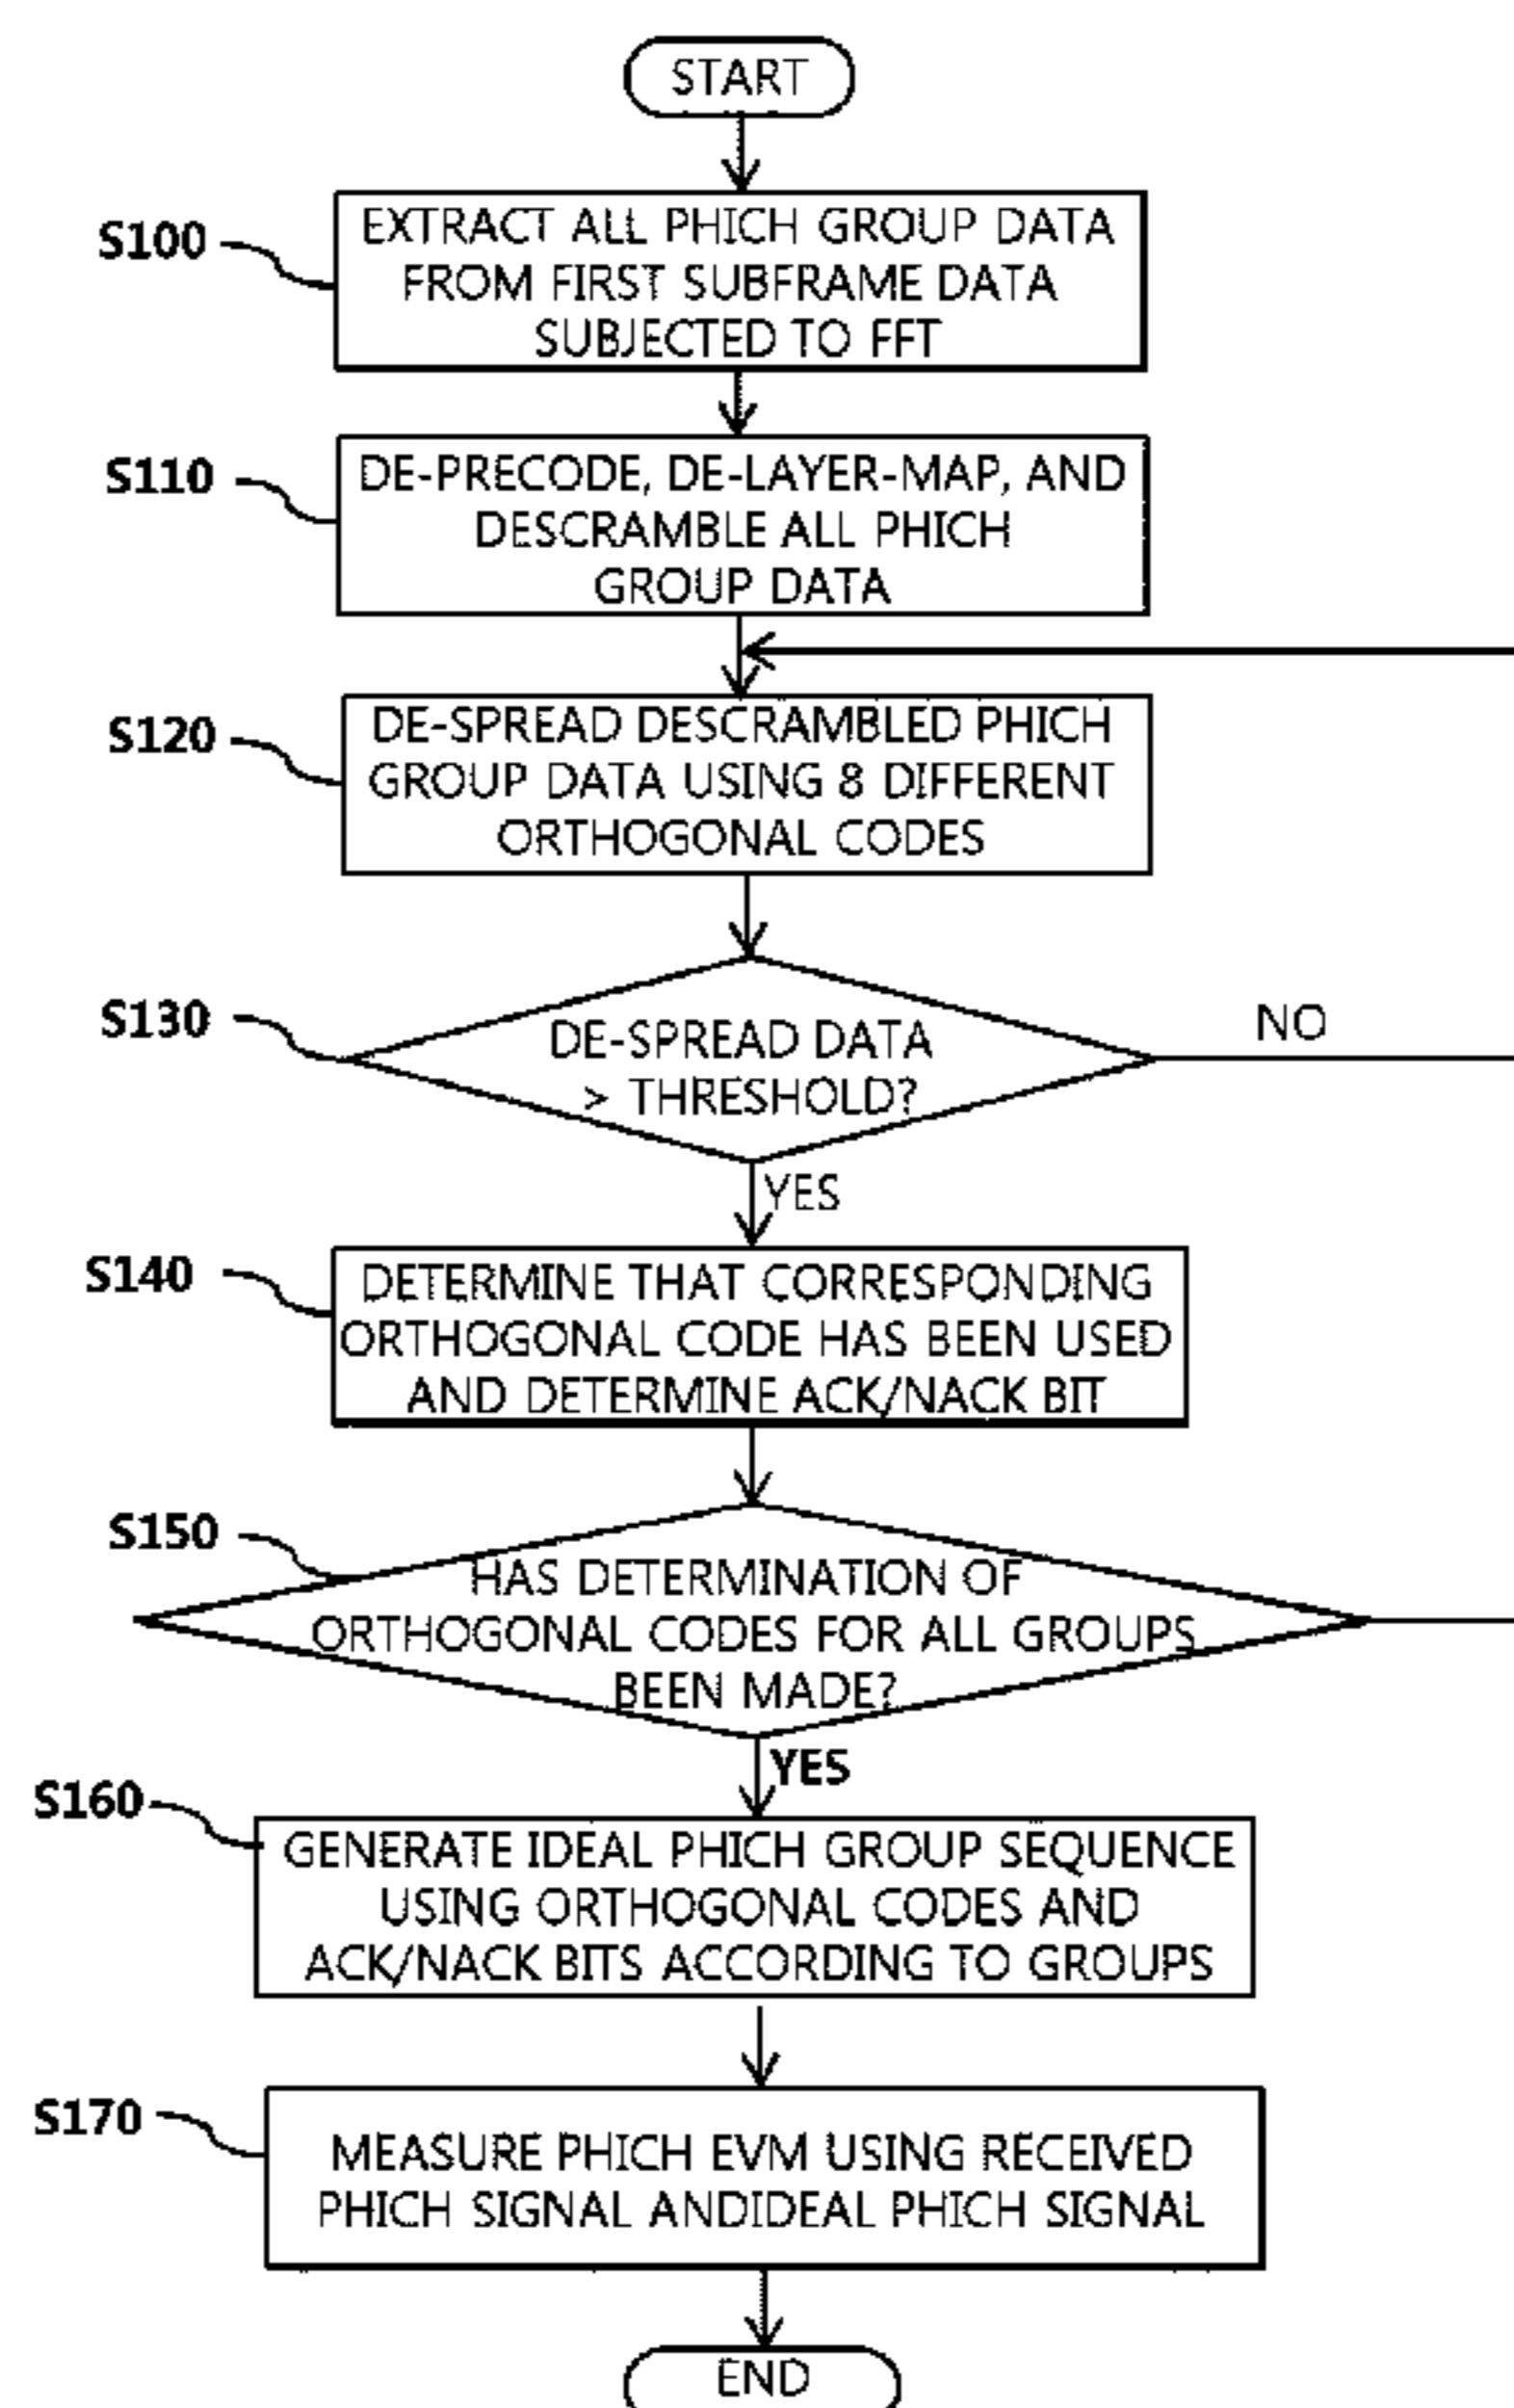 START
S100
EXTRACT ALL PHICH GROUP DATA
FROM FIRST SUBFRAME DATA
SUBJECTED TO FFT
S110
DE-PRECODE, DE-LAYER-MAP, AND
DESCRAMBLE ALL PHICH
GROUP DATA
S120
DE-SPREAD DESCRAMBLED PHICH
GROUP DATA USING 8 DIFFERENT
ORTHOGONAL CODES
S130
DE-SPREAD DATA
> THRESHOLD?
NO
YES
S140
DETERMINE THAT CORRESPONDING
ORTHOGONAL CODE HAS BEEN USED
AND DETERMINE ACK/NACK BIT
S150
HAS DETERMINATION OF
ORTHOGONAL CODES FOR ALL GROUPS
BEEN MADE?
YES
S160
GENERATE IDEAL PHICH GROUP SEQUENCE
USING ORTHOGONAL CODES AND
ACK/NACK BITS ACCORDING TO GROUPS
S170
MEASURE PHICH EVM USING RECEIVED
PHICH SIGNAL ANDIDEAL PHICH SIGNAL
END